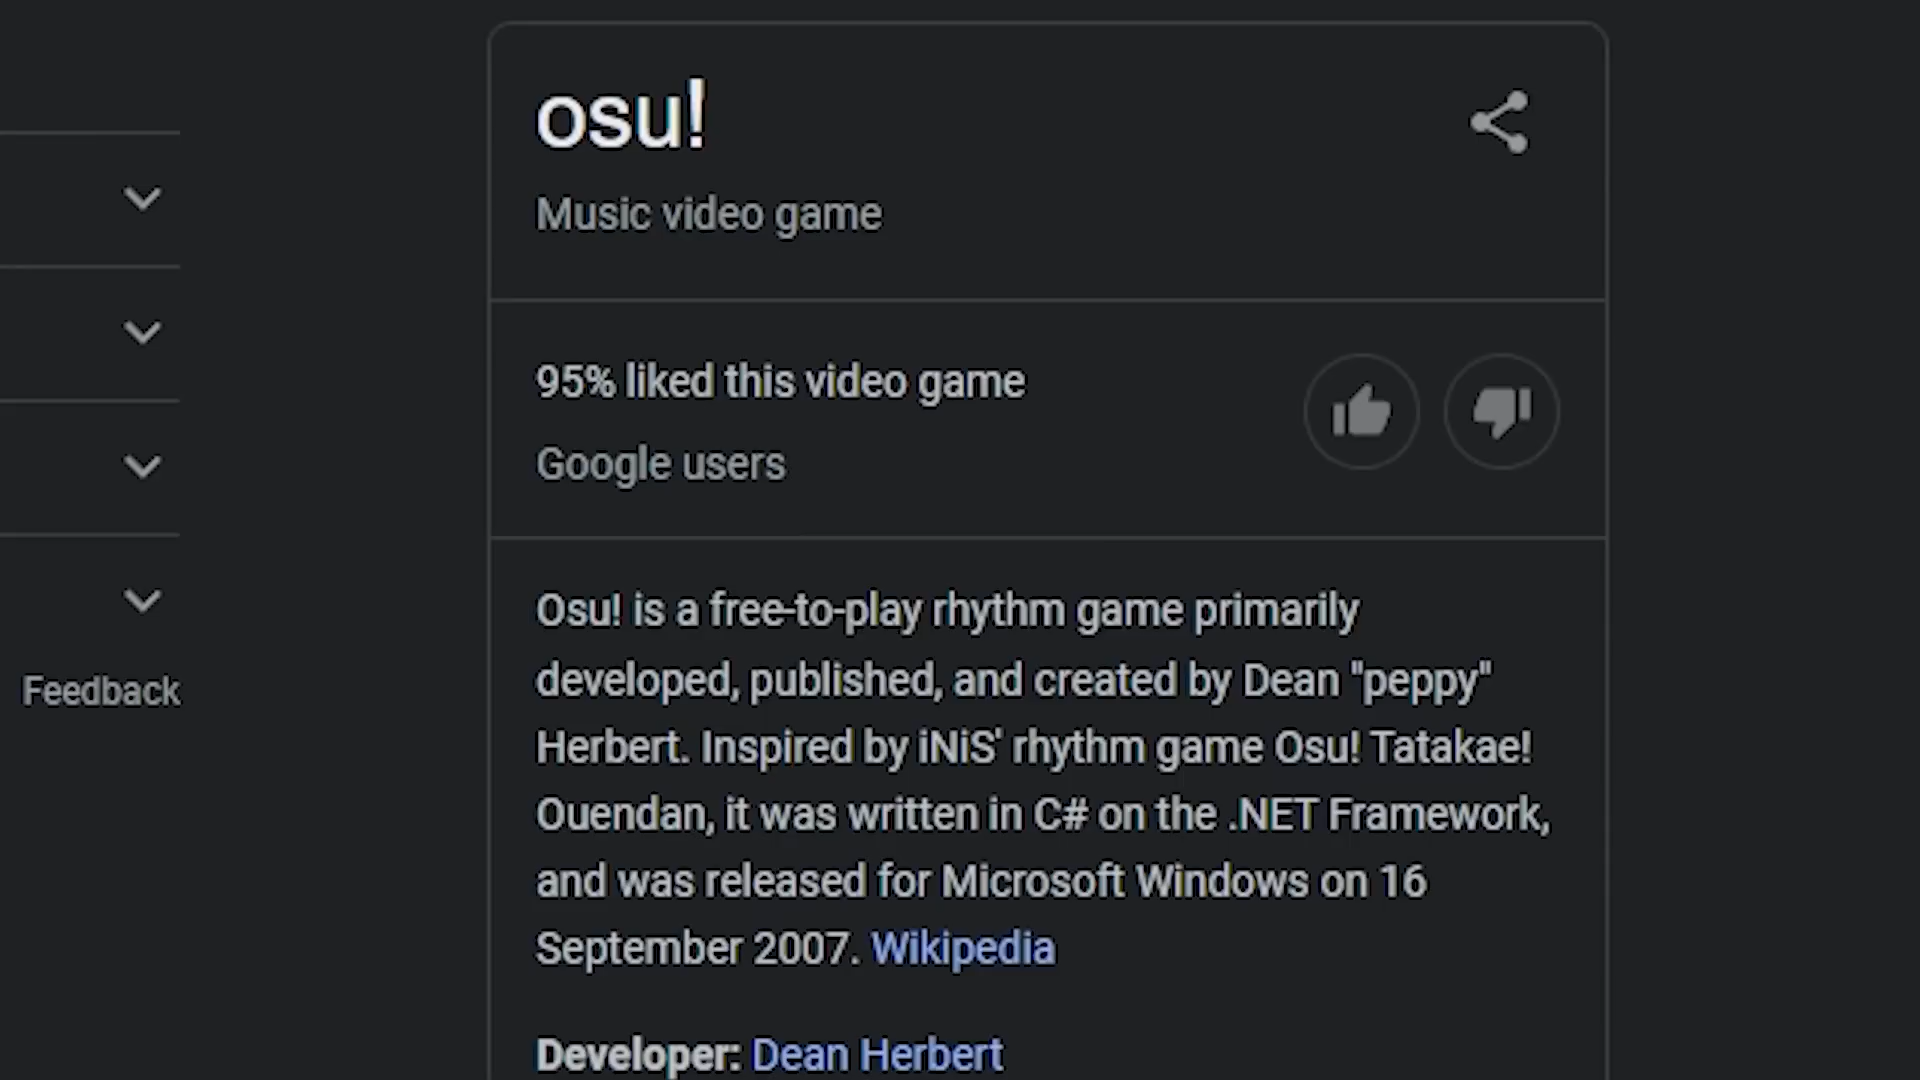 osu!
Music video game
95% liked this video game
Google users
Osu! is a free-to-play rhythm game primarily
developed, published, and created by Dean "peppy"
Herbert. Inspired by iNiS' rhythm game Osu! Tatakae!
Ouendan, it was written in C# on the .NET Framework,
and was released for Microsoft Windows on 16
September 2007. Wikipedia
Developer: Dean Herbert
Feedback